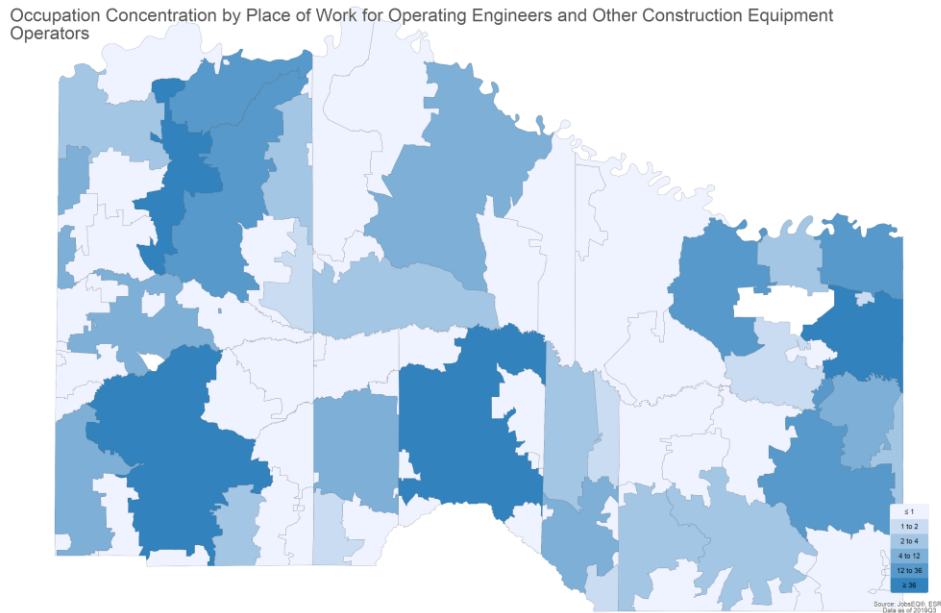 Occupation Concentration by Place of Work for Operating Engineers and Other Construction Equipment
Operators
≤ 1
1 to 2
2 to 4
4 to 12
12 to 36
≥ 36
Source: JobsEQ®, ESR
Data as of 2019Q3